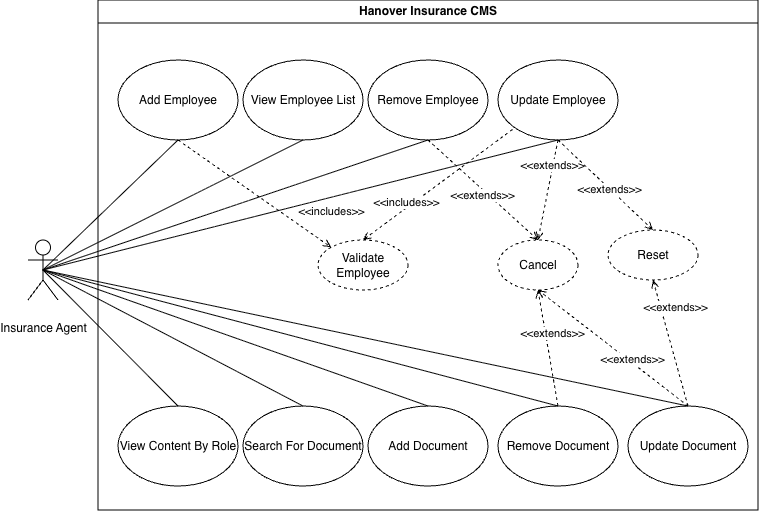 Hanover Insurance CMS
Add Employee
View Employee List
Remove Employee
Update Employee
<<extends>>
<<extends>>
<<extends>>
<<includes>>
<<includes>>
Validate
Employee
Cancel
Reset
Insurance Agent
<<extends>>
<<extends>>
<<extends>>
View Content By Role
Search For Document
Add Document
Remove Document
Update Document